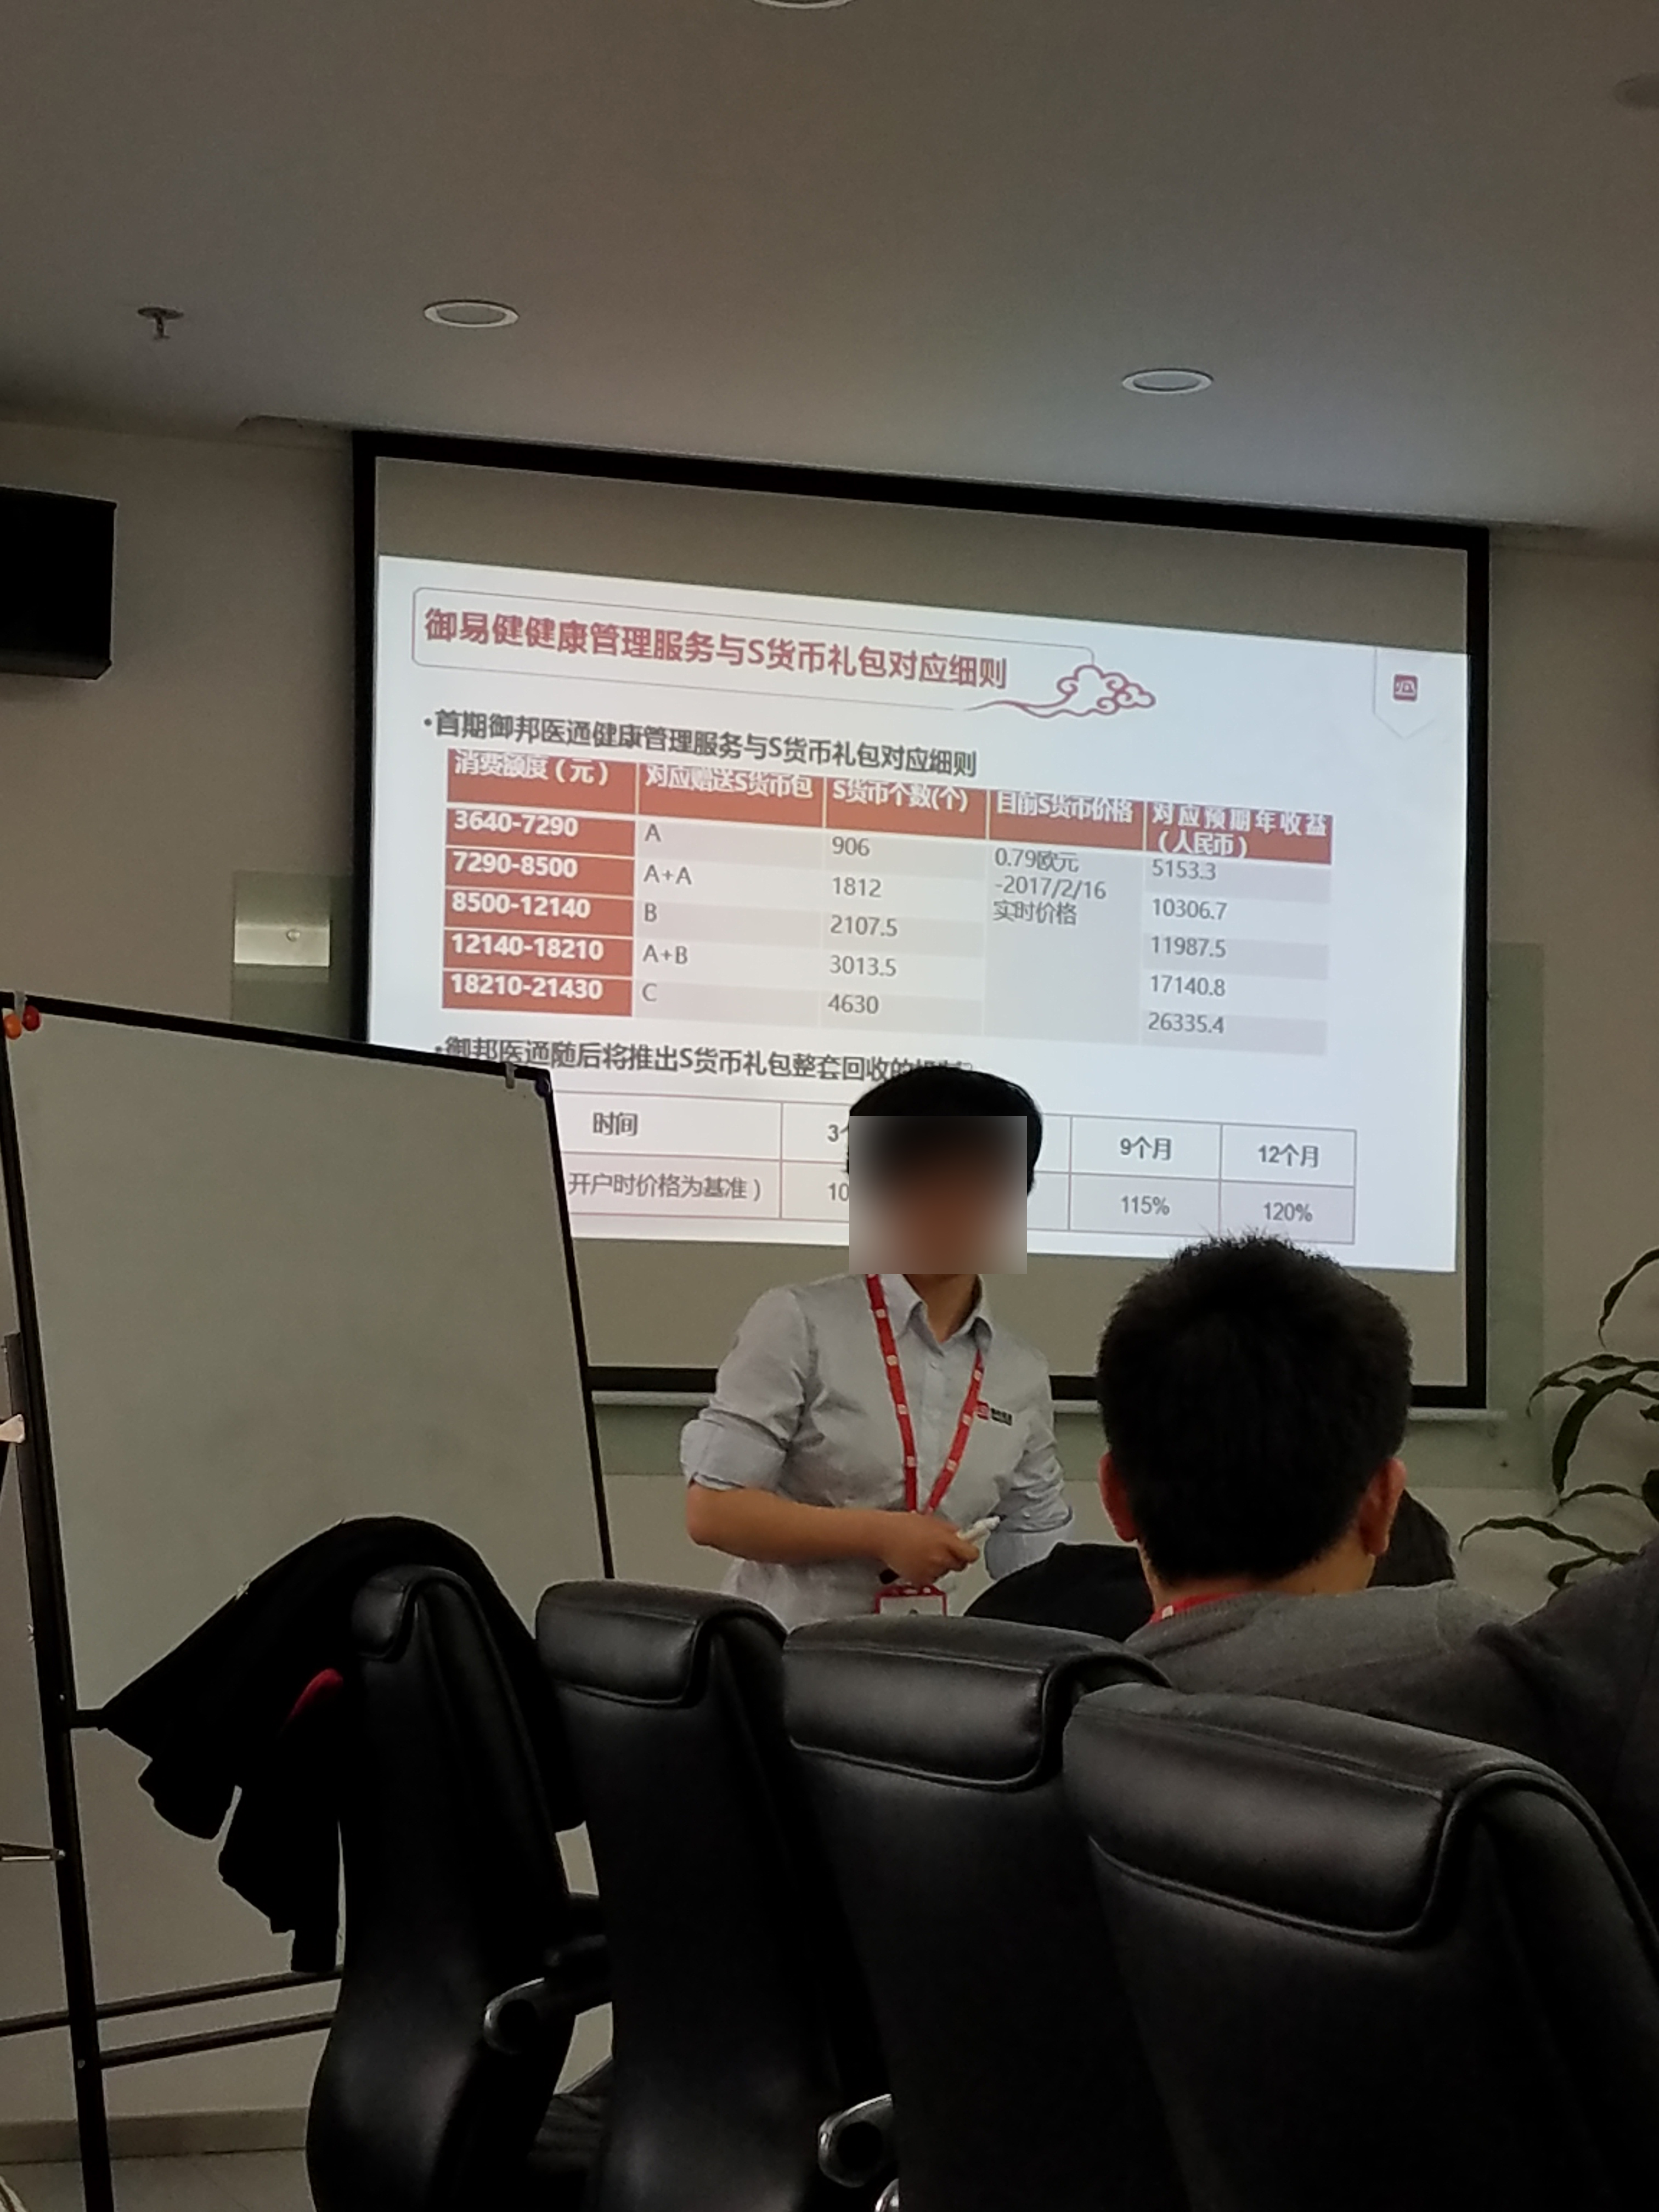 御易健健康管理服务与S货币礼包对应细则
•首期御邦医通健康管理服务与S货币礼包对应细则
消费额度（元） 对应赠送S货币包 S货币个数(个) 目前S货币价格 对应预期年收益（人民币）
3640-7290 A 906 0.79欧元 5153.3
-2017/2/16
实时价格
7290-8500 A+A 1812 10306.7
8500-12140 B 2107.5 11987.5
12140-18210 A+B 3013.5 17140.8
18210-21430 C 4630 26335.4
•御邦医通随后将推出S货币礼包整套回收的
时间 9个月 12个月
开户时价格为基准） 115% 120%